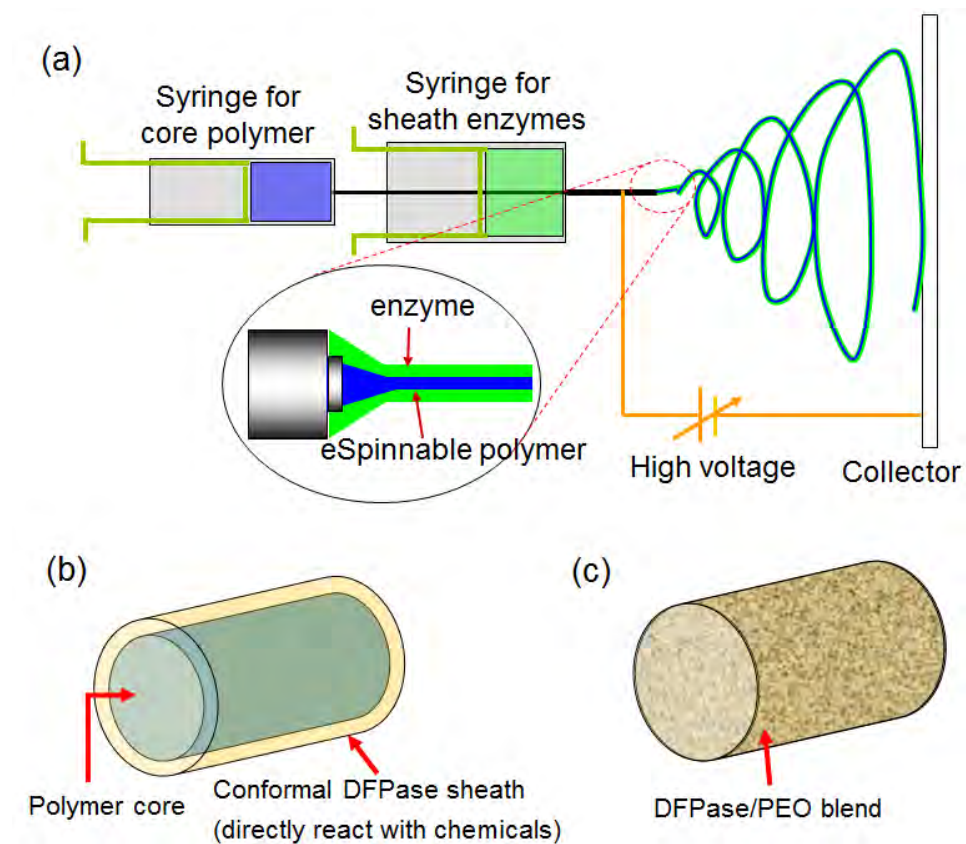 (a)
Syringe for
core polymer
Syringe for
sheath enzymes
enzyme
eSpinnable polymer
High voltage
Collector
(b)
Polymer core
Conformal DFPase sheath
(directly react with chemicals)
(c)
DFPase/PEO blend